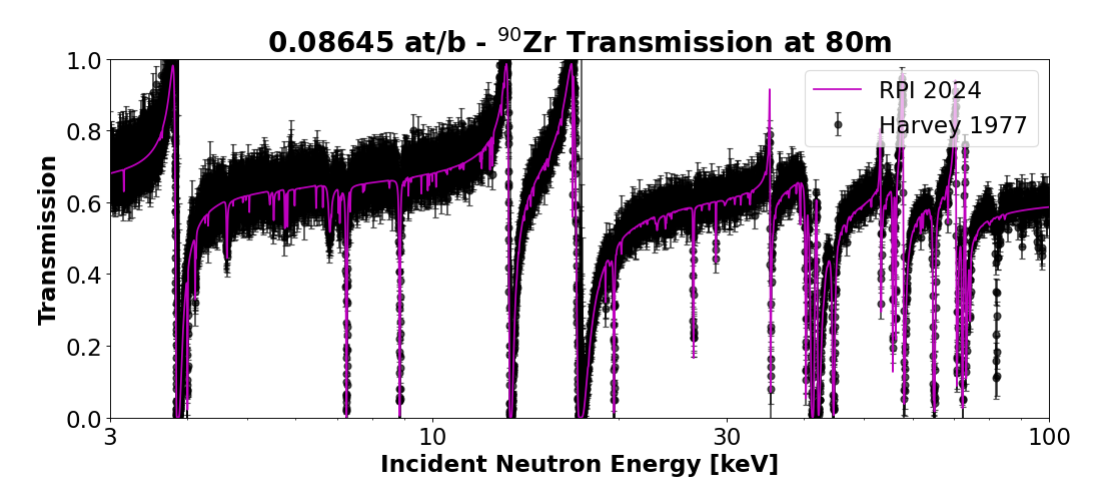 0.08645 at/b - ⁹⁰Zr Transmission at 80m
1.0
0.8
0.6
0.4
0.2
0.0
Transmission
RPI 2024
Harvey 1977
3
10
30
100
Incident Neutron Energy [keV]